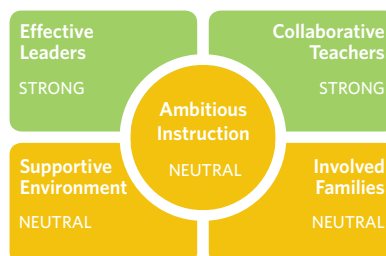 Effective
Leaders
STRONG
Collaborative
Teachers
STRONG
Ambitious
Instruction
NEUTRAL
Supportive
Environment
NEUTRAL
Involved
Families
NEUTRAL